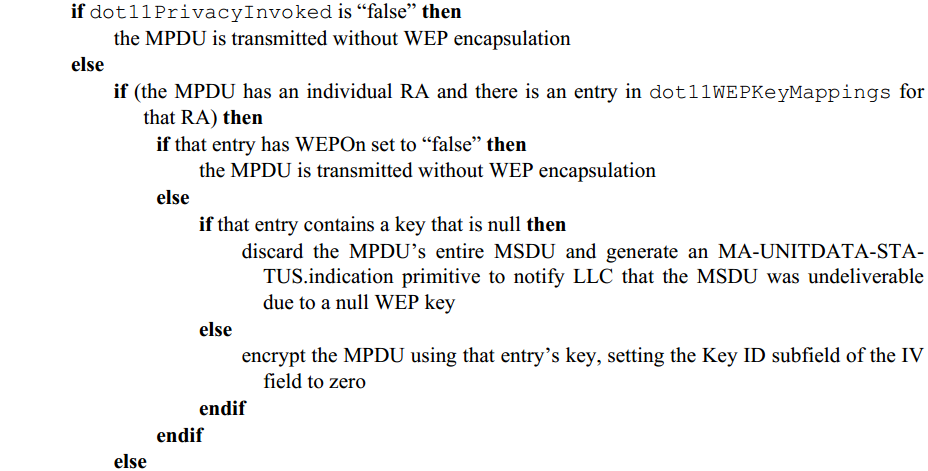 if dot11PrivacyInvoked is “false” then
the MPDU is transmitted without WEP encapsulation
else
if (the MPDU has an individual RA and there is an entry in dot11WEPKeyMappings for
that RA) then
if that entry has WEPOn set to “false” then
the MPDU is transmitted without WEP encapsulation
else
if that entry contains a key that is null then
discard the MPDU’s entire MSDU and generate an MA-UNITDATA-STA-
TUS.indication primitive to notify LLC that the MSDU was undeliverable
due to a null WEP key
else
encrypt the MPDU using that entry’s key, setting the Key ID subfield of the IV
field to zero
endif
endif
else